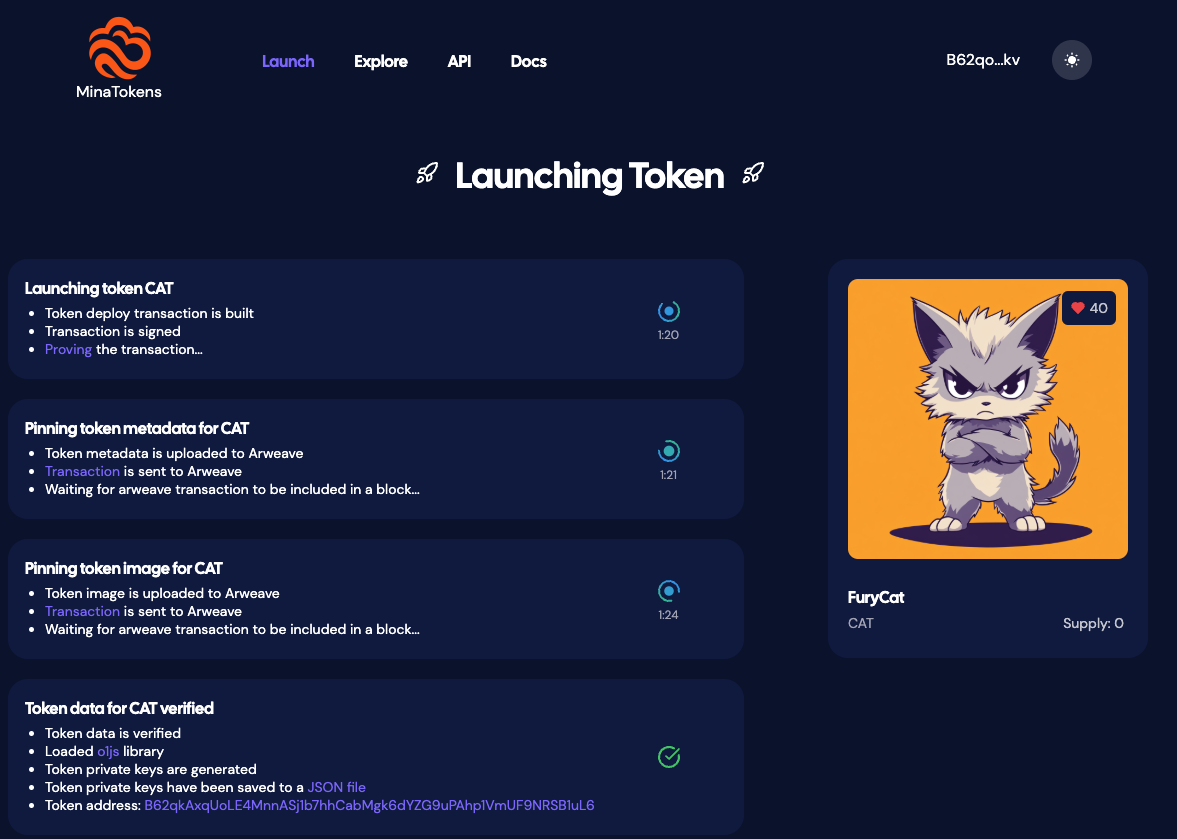 MinaTokens
Launch
Explore
API
Docs
B62qo...kv
Launching Token
Launching token CAT
Token deploy transaction is built
Transaction is signed
Proving the transaction...
1:20
Pinning token metadata for CAT
Token metadata is uploaded to Arweave
Transaction is sent to Arweave
Waiting for arweave transaction to be included in a block...
1:21
Pinning token image for CAT
Token image is uploaded to Arweave
Transaction is sent to Arweave
Waiting for arweave transaction to be included in a block...
1:24
Token data for CAT verified
Token data is verified
Loaded o1js library
Token private keys are generated
Token private keys have been saved to a JSON file
Token address: B62qkAxqUoLE4MnnASj1b7hhCabMgk6dYZG9uPAhp1VmUF9NRSB1uL6
40
FuryCat
CAT
Supply: 0